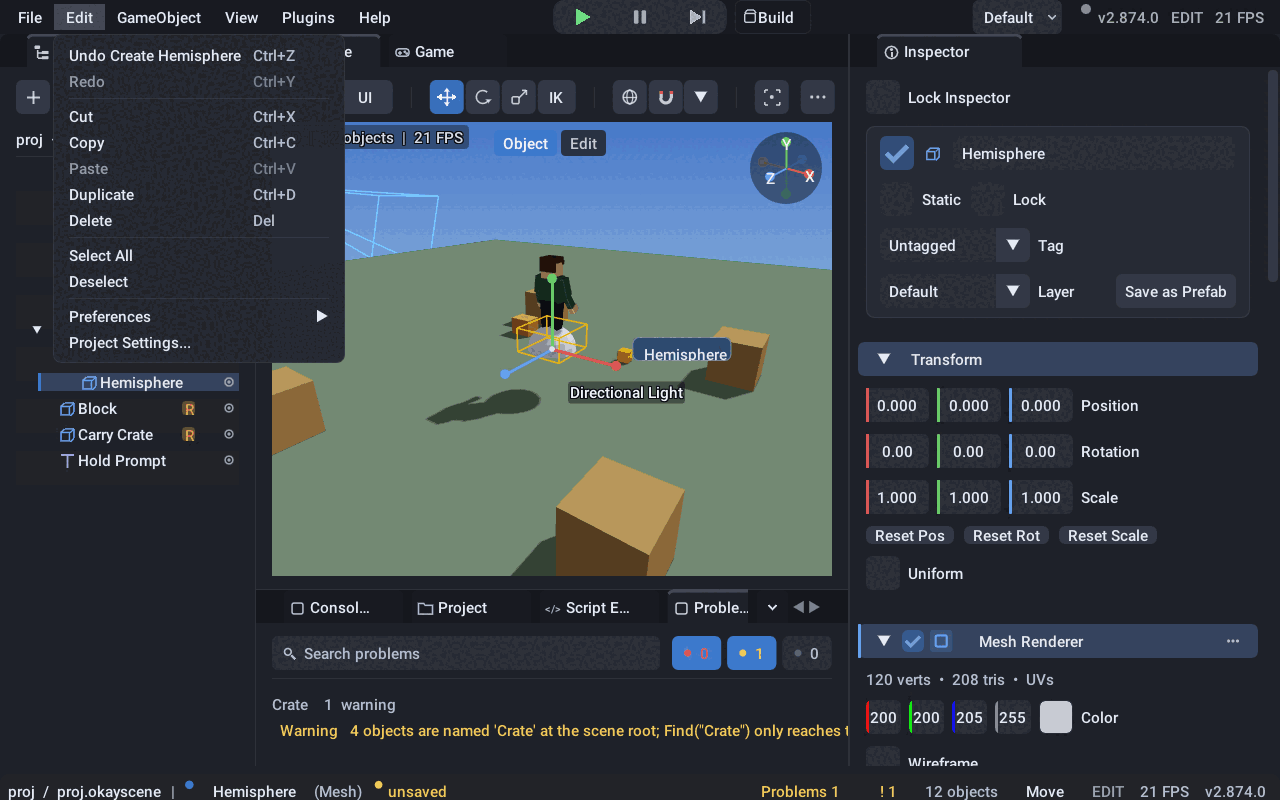 File Edit GameObject View Plugins Help Build Default v2.874.0 EDIT 21 FPS
Game Inspector
Undo Create Hemisphere Ctrl+Z
Redo Ctrl+Y
Cut Ctrl+X
Copy Ctrl+C
Paste Ctrl+V
Duplicate Ctrl+D
Delete Del
Select All
Deselect
Preferences
Project Settings...
UI IK
proj
objects | 21 FPS
Object Edit
Y
Z X
Hemisphere
Directional Light
Hemisphere
Block R
Carry Crate R
Hold Prompt
Lock Inspector
Hemisphere
Static Lock
Untagged Tag
Default Layer Save as Prefab
Transform
0.000 0.000 0.000 Position
0.00 0.00 0.00 Rotation
1.000 1.000 1.000 Scale
Reset Pos Reset Rot Reset Scale
Uniform
Mesh Renderer
120 verts • 208 tris • UVs
200 200 205 255 Color
Wireframe
Consol... Project </> Script E... Proble...
Search problems 0 1 0
Crate 1 warning
Warning 4 objects are named 'Crate' at the scene root; Find("Crate") only reaches
proj / proj.okayscene | Hemisphere (Mesh) unsaved Problems 1 ! 1 12 objects Move EDIT 21 FPS v2.874.0